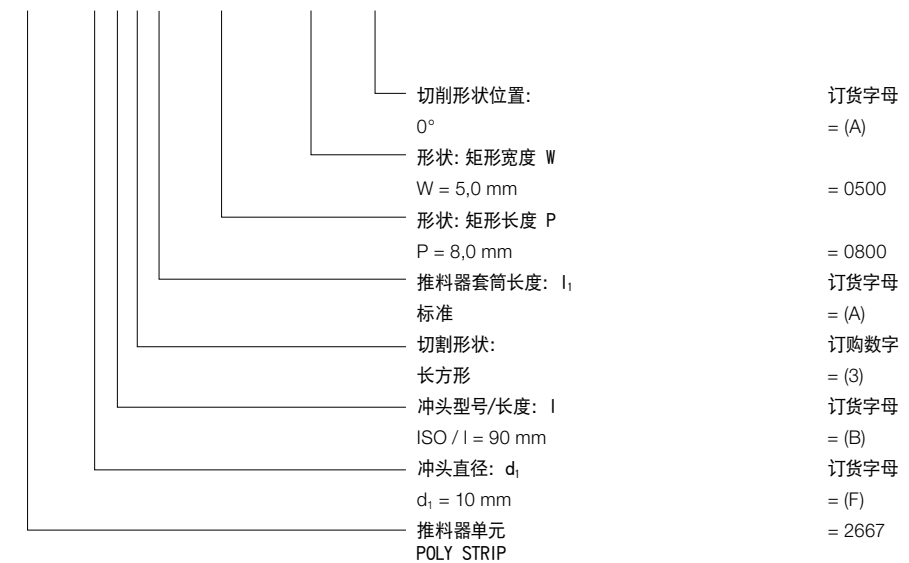 切削形状位置: 订货字母
0° = (A)
形状: 矩形宽度 W
W = 5,0 mm = 0500
形状: 矩形长度 P
P = 8,0 mm = 0800
推料器套筒长度: l₁ 订货字母
标准 = (A)
切割形状: 订购数字
长方形 = (3)
冲头型号/长度: l 订货字母
ISO / l = 90 mm = (B)
冲头直径: d₁ 订货字母
d₁ = 10 mm = (F)
推料器单元 = 2667
POLY STRIP